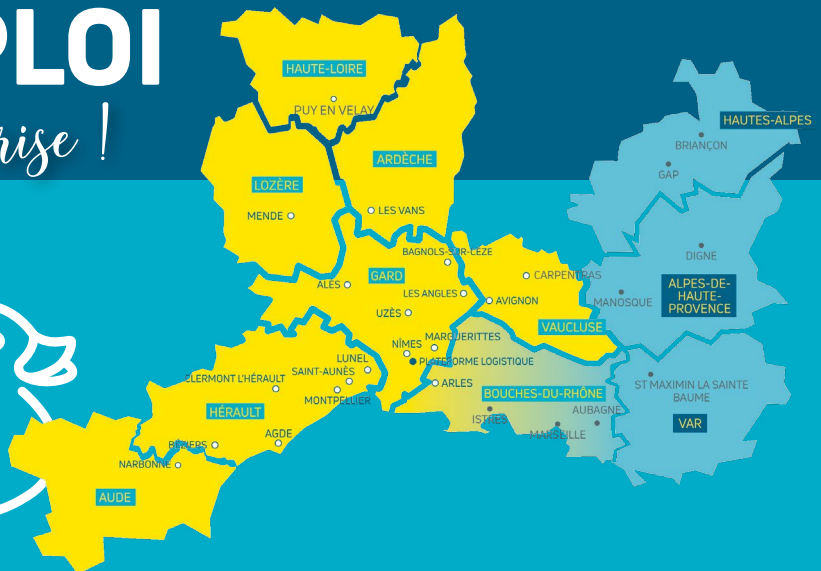 PLOI
rise !
HAUTE-LOIRE
PUY EN VELAY
HAUTES-ALPES
BRIANÇON
GAP
ARDÈCHE
LOZÈRE
MENDE
LES VANS
BAGNOLS-SUR-CÈZE
GARD
ALÈS
LES ANGLES
UZÈS
CARPENTRAS
AVIGNON
VAUCLUSE
DIGNE
MANOSQUE
ALPES-DE-
HAUTE-
PROVENCE
MARGUERITTES
NÎMES
PLATEFORME LOGISTIQUE
LUNEL
SAINT-AUNÈS
CLERMONT L'HÉRAULT
MONTPELLIER
HÉRAULT
ARLES
BOUCHES-DU-RHÔNE
ISTRES
MARSEILLE
AUBAGNE
ST MAXIMIN LA SAINTE
BAUME
VAR
AGDE
BÉZIERS
NARBONNE
AUDE